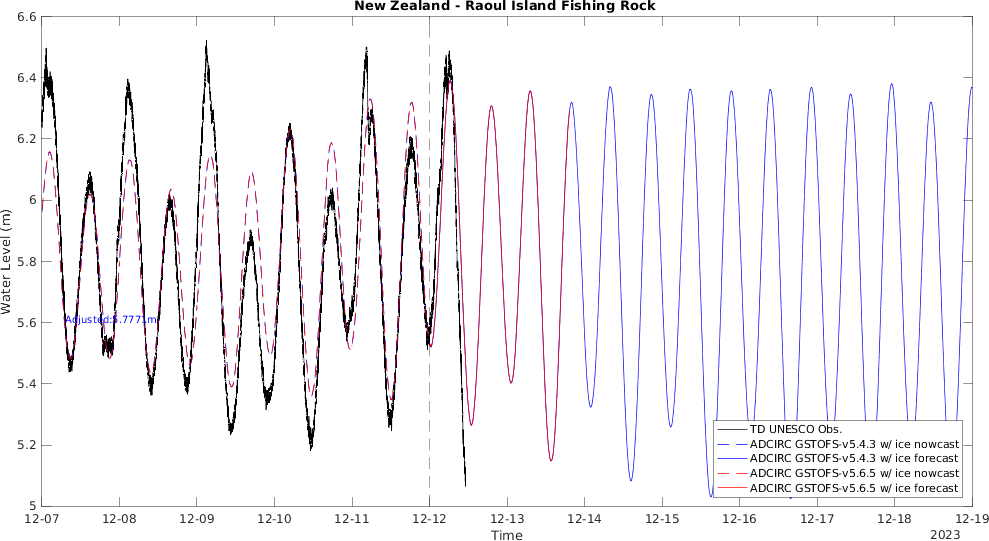 New Zealand - Raoul Island Fishing Rock
6.6
6.4
6.2
6
5.8
5.6
5.4
5.2
5
Water Level (m)
Adjusted:5.7771m
TD UNESCO Obs.
ADCIRC GSTOFS-v5.4.3 w/ ice nowcast
ADCIRC GSTOFS-v5.4.3 w/ ice forecast
ADCIRC GSTOFS-v5.6.5 w/ ice nowcast
ADCIRC GSTOFS-v5.6.5 w/ ice forecast
12-07 12-08 12-09 12-10 12-11 12-12 12-13 12-14 12-15 12-16 12-17 12-18 12-19
Time
2023